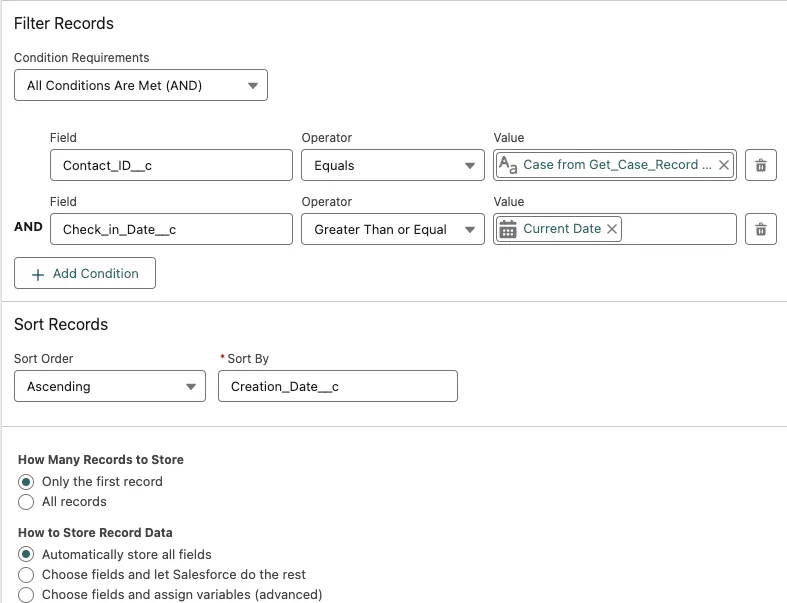 Filter Records
Condition Requirements
All Conditions Are Met (AND)
Field Operator Value
Contact_ID__c Equals Aa Case from Get_Case_Record ...
Field Operator Value
AND Check_in_Date__c Greater Than or Equal Current Date
+ Add Condition
Sort Records
Sort Order * Sort By
Ascending Creation_Date__c
How Many Records to Store
Only the first record
All records
How to Store Record Data
Automatically store all fields
Choose fields and let Salesforce do the rest
Choose fields and assign variables (advanced)